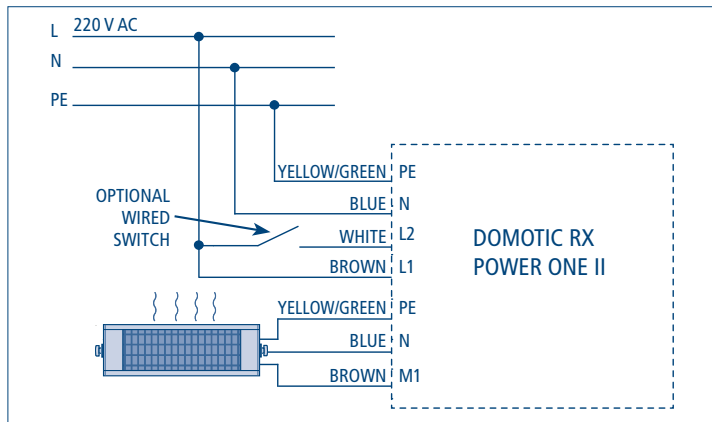 L 220 V AC
N
PE
YELLOW/GREEN PE
OPTIONAL
WIRED
SWITCH
BLUE N
WHITE L2
BROWN L1
DOMOTIC RX
POWER ONE II
YELLOW/GREEN PE
BLUE N
BROWN M1